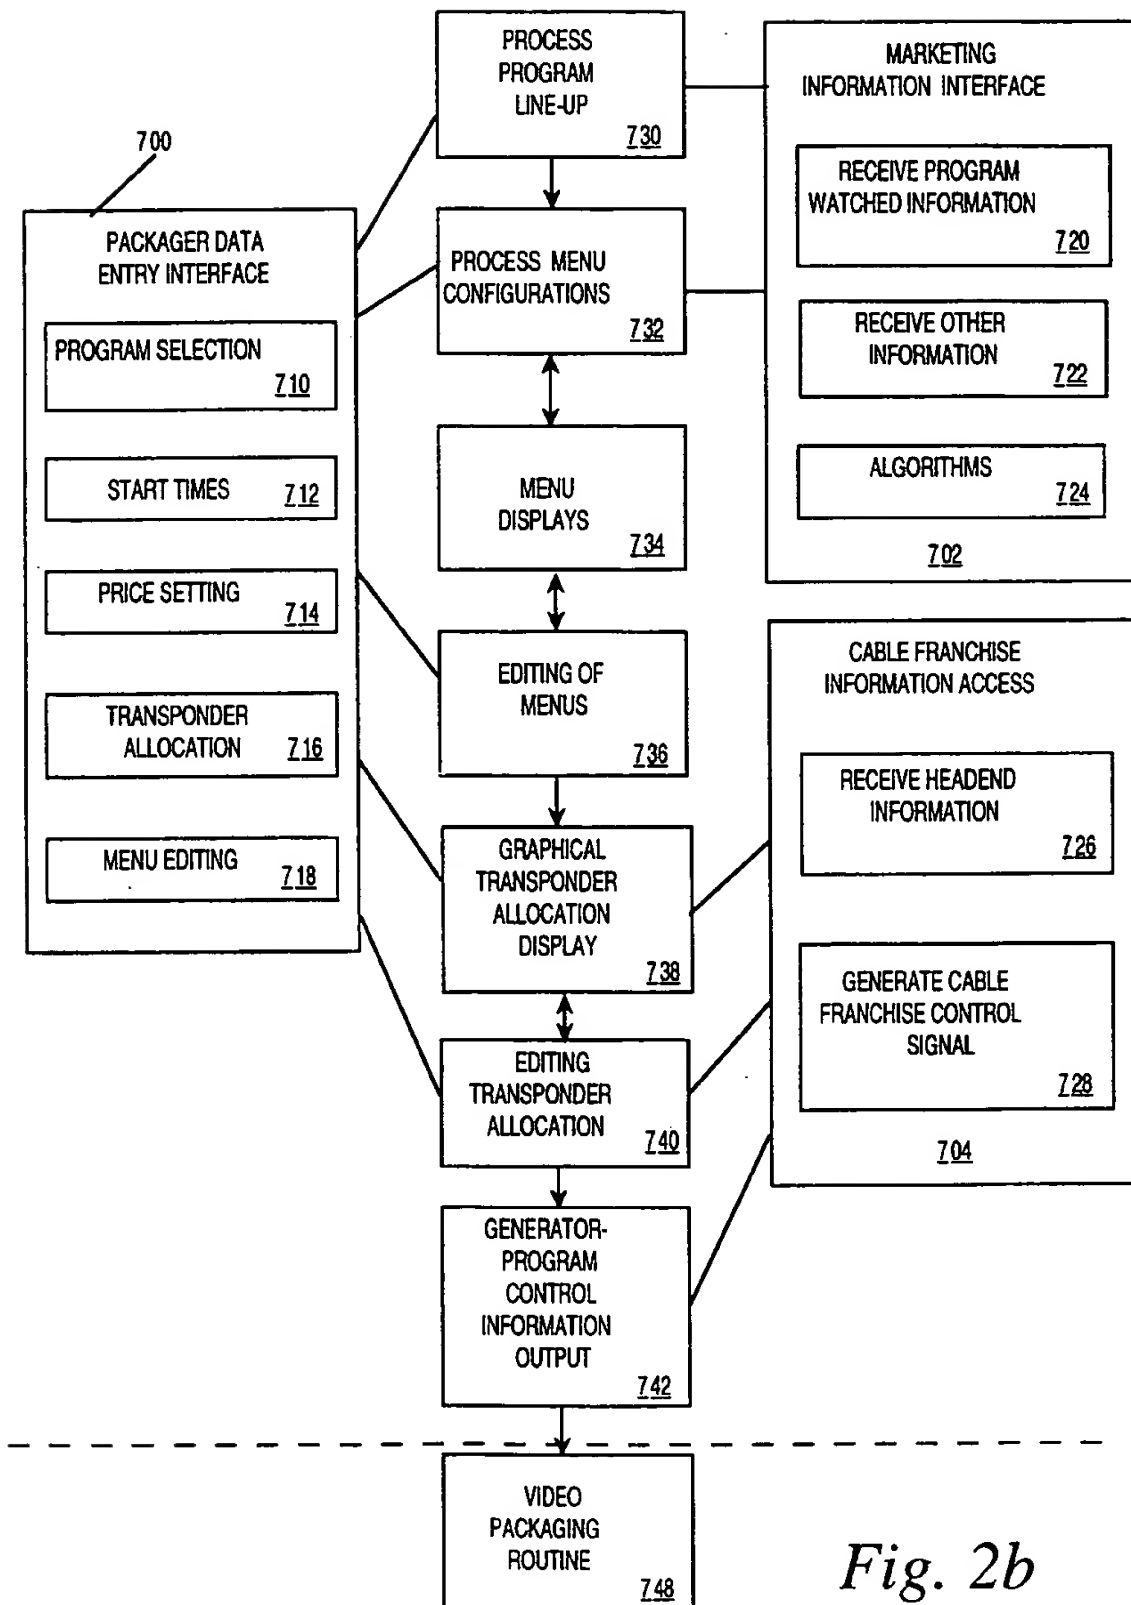 700
PACKAGER DATA
ENTRY INTERFACE
PROGRAM SELECTION
710
START TIMES
712
PRICE SETTING
714
TRANSPONDER
ALLOCATION
716
MENU EDITING
718
PROCESS
PROGRAM
LINE-UP
730
PROCESS MENU
CONFIGURATIONS
732
MENU
DISPLAYS
734
EDITING OF
MENUS
736
GRAPHICAL
TRANSPONDER
ALLOCATION
DISPLAY
738
EDITING
TRANSPONDER
ALLOCATION
740
GENERATOR-
PROGRAM
CONTROL
INFORMATION
OUTPUT
742
VIDEO
PACKAGING
ROUTINE
748
MARKETING
INFORMATION INTERFACE
RECEIVE PROGRAM
WATCHED INFORMATION
720
RECEIVE OTHER
INFORMATION
722
ALGORITHMS
724
702
CABLE FRANCHISE
INFORMATION ACCESS
RECEIVE HEADEND
INFORMATION
726
GENERATE CABLE
FRANCHISE CONTROL
SIGNAL
728
704
Fig. 2b